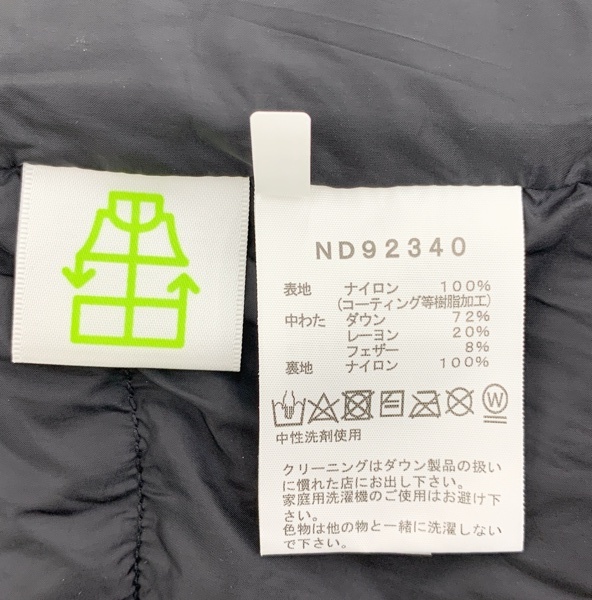 ND92340
表地 ナイロン 100%
(コーティング等樹脂加工)
中わた ダウン 72%
レーヨン 20%
フェザー 8%
裏地 ナイロン 100%
W
中性洗剤使用
クリーニングはダウン製品の扱い
に慣れた店にお出し下さい。
家庭用洗濯機のご使用はお避け下
さい。
色物は他の物と一緒に洗濯しない
で下さい。